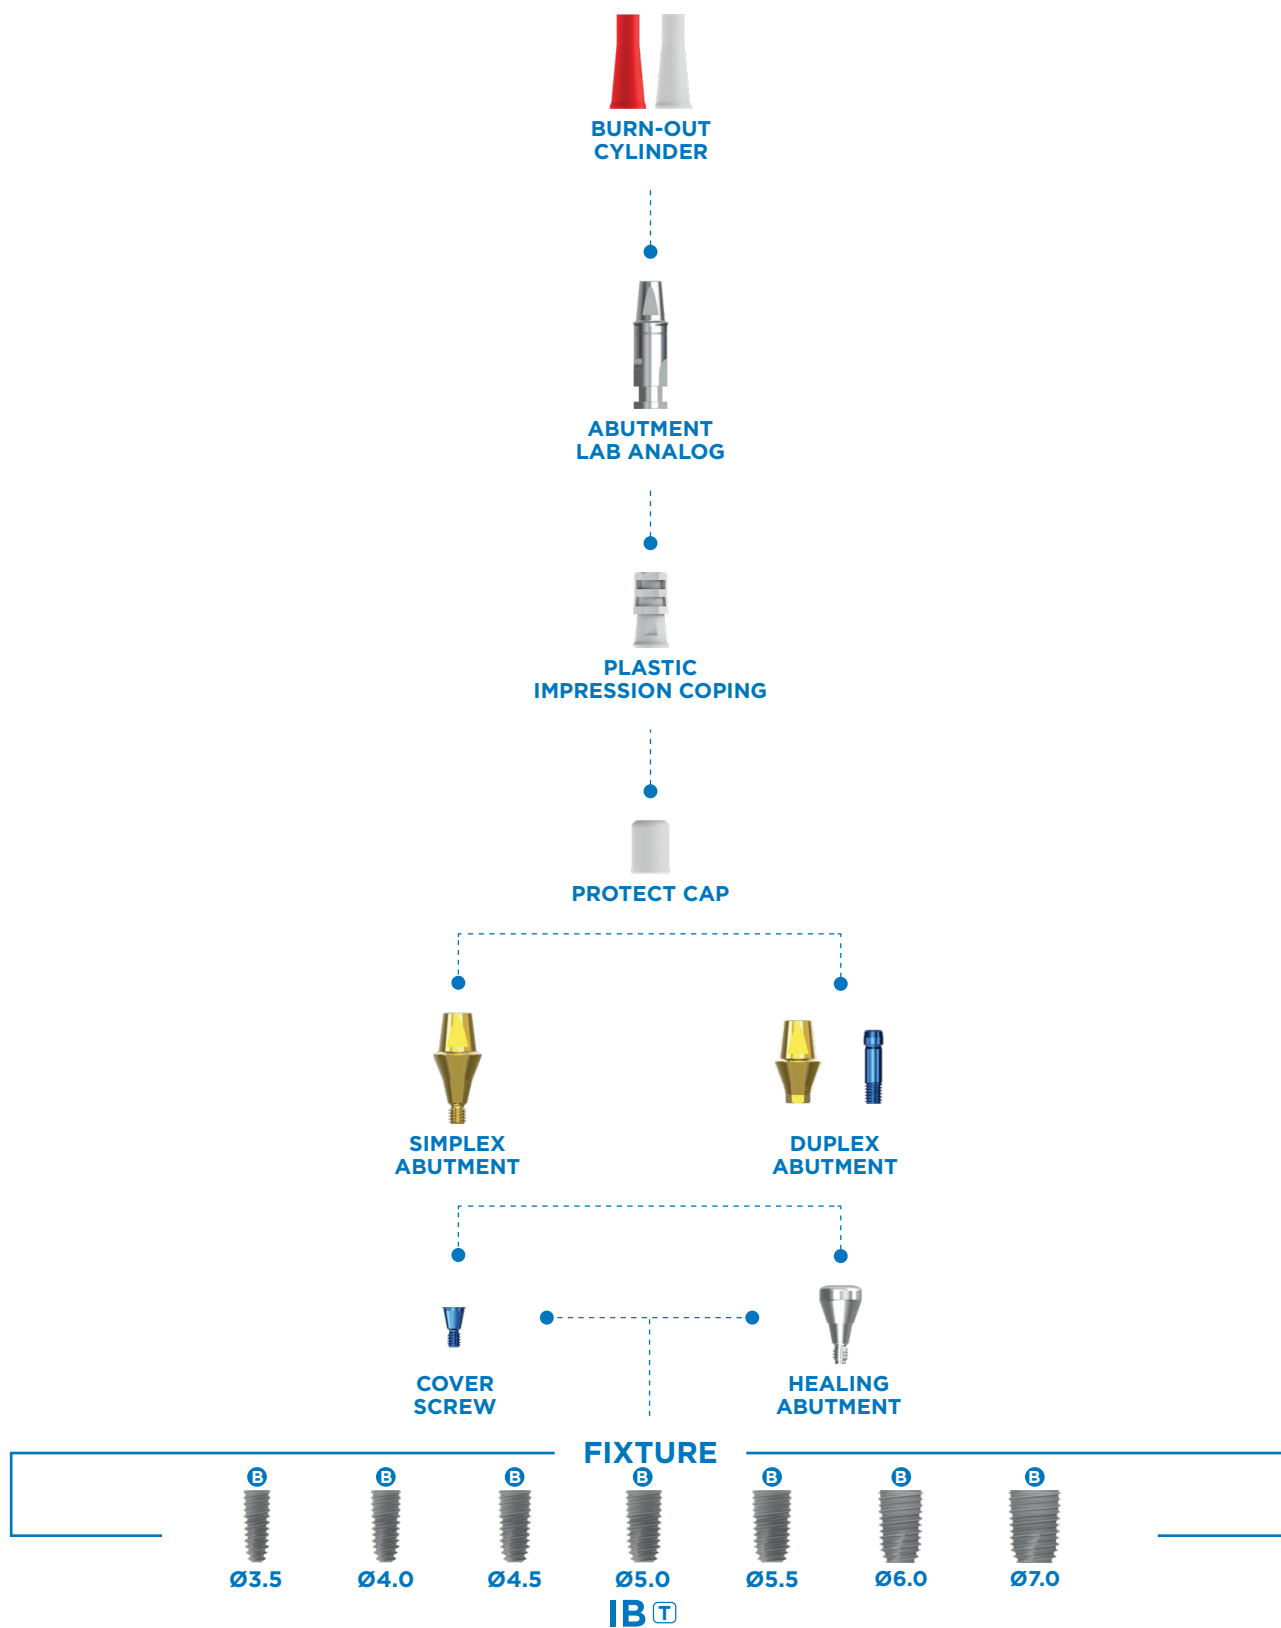 BURN-OUT
CYLINDER
ABUTMENT
LAB ANALOG
PLASTIC
IMPRESSION COPING
PROTECT CAP
SIMPLEX
ABUTMENT
DUPLEX
ABUTMENT
COVER
SCREW
HEALING
ABUTMENT
FIXTURE
B B B B B B B
Ø3.5 Ø4.0 Ø4.5 Ø5.0 Ø5.5 Ø6.0 Ø7.0
IB T